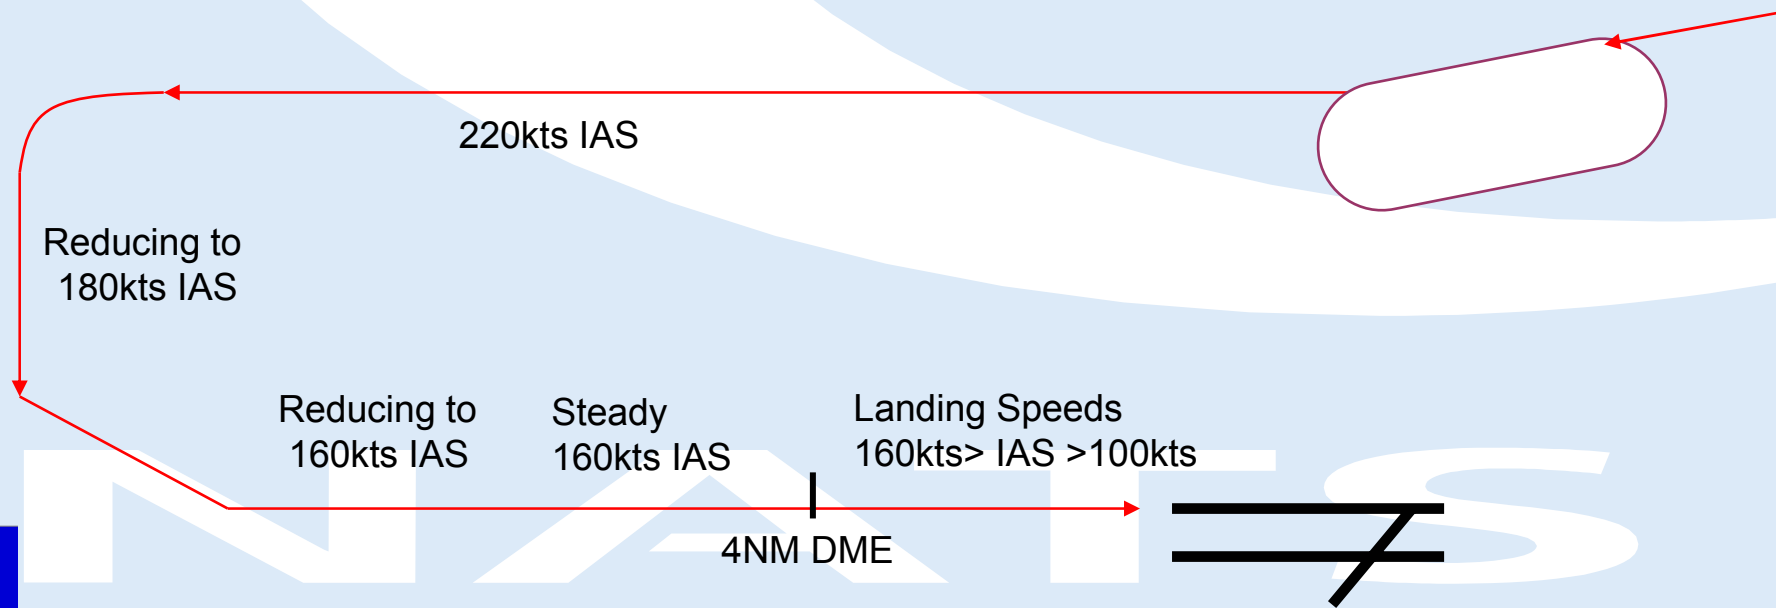 220kts IAS
Reducing to
180kts IAS
Reducing to
160kts IAS
Steady
160kts IAS
Landing Speeds
160kts> IAS >100kts
4NM DME
NATS